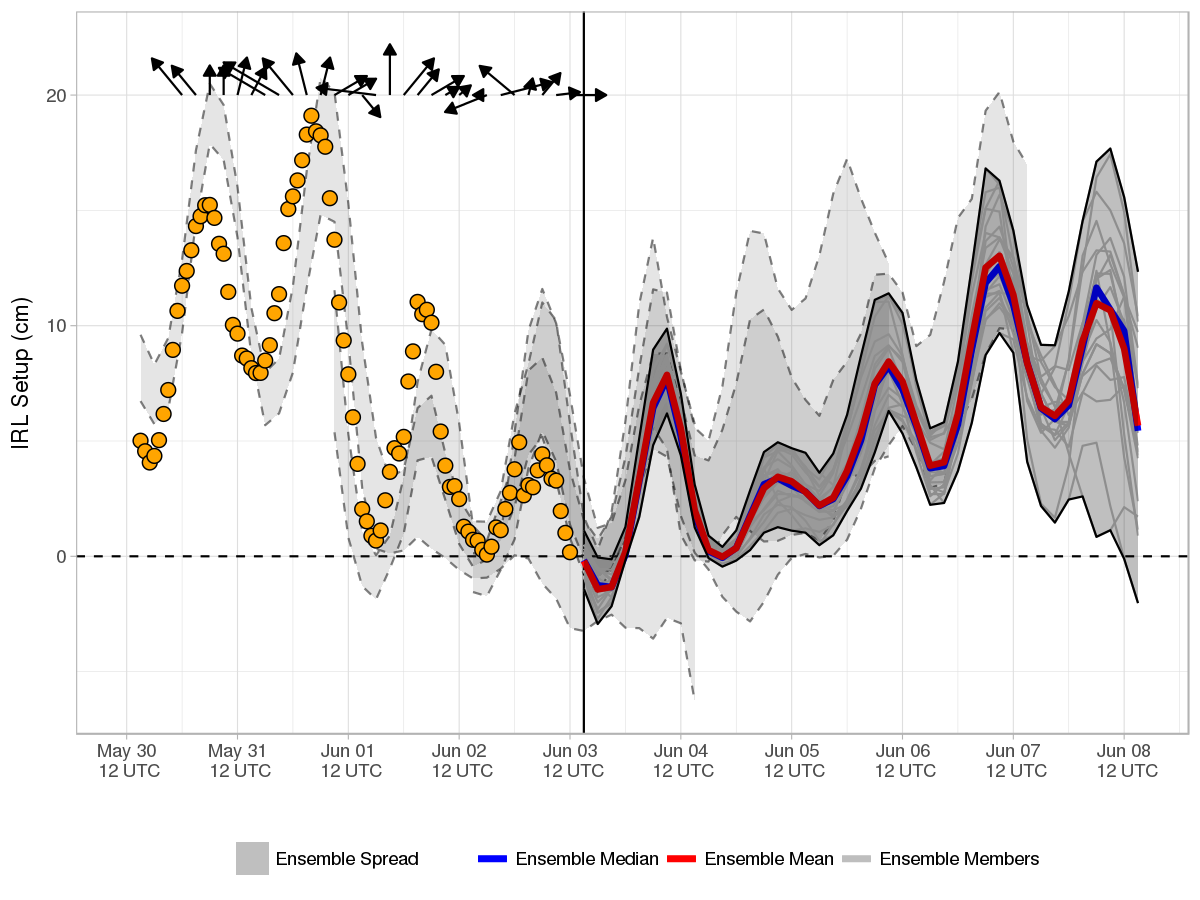 IRL Setup (cm)
20
10
0
May 30 May 31 Jun 01 Jun 02 Jun 03 Jun 04 Jun 05 Jun 06 Jun 07 Jun 08
12 UTC 12 UTC 12 UTC 12 UTC 12 UTC 12 UTC 12 UTC 12 UTC 12 UTC 12 UTC
Ensemble Spread Ensemble Median Ensemble Mean Ensemble Members